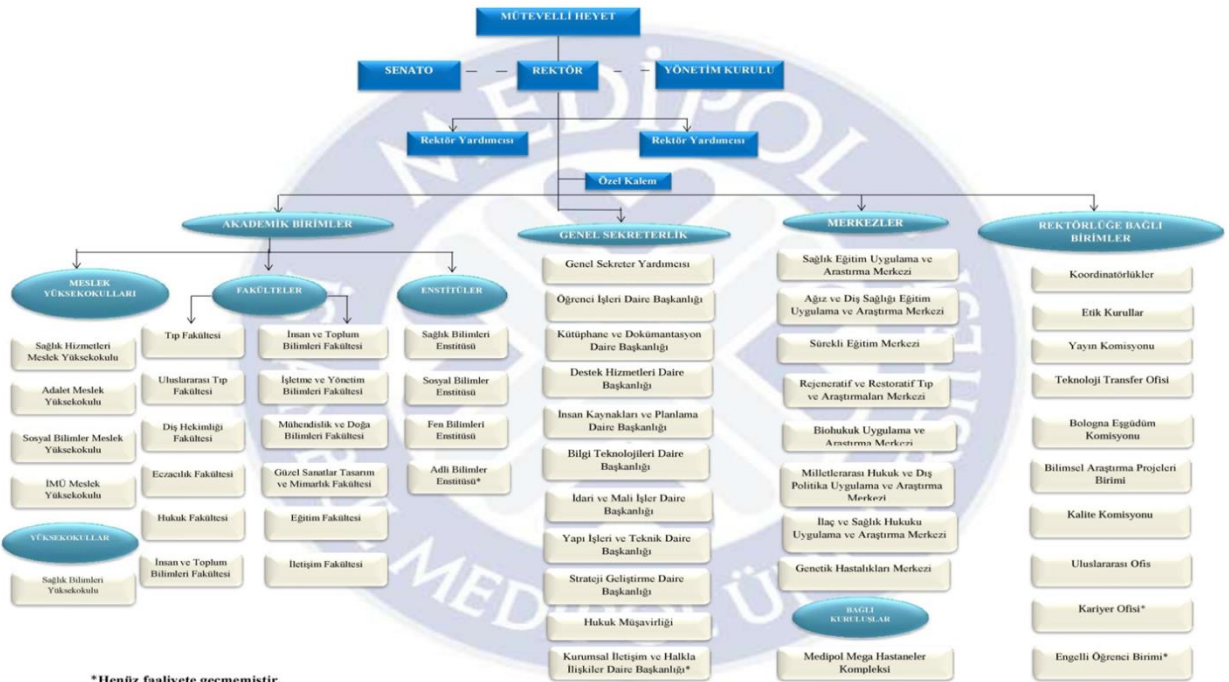 MÜTEVELLİ HEYET
SENATO
REKTÖR
YÖNETİM KURULU
Rektör Yardımcısı
Rektör Yardımcısı
Özel Kalem
AKADEMİK BİRİMLER
MESLEK
YÜKSEKOKULLARI
Sağlık Hizmetleri
Meslek Yüksekokulu
Adalet Meslek
Yüksekokulu
Sosyal Bilimler Meslek
Yüksekokulu
İMÜ Meslek
Yüksekokulu
YÜKSEKOKULLAR
Sağlık Bilimleri
Yüksekokulu
FAKÜLTELER
Tıp Fakültesi
Uluslararası Tıp
Fakültesi
Diş Hekimliği
Fakültesi
Eczacılık Fakültesi
Hukuk Fakültesi
İnsan ve Toplum
Bilimleri Fakültesi
İnsan ve Toplum
Bilimleri Fakültesi
İşletme ve Yönetim
Bilimleri Fakültesi
Mühendislik ve Doğa
Bilimleri Fakültesi
Güzel Sanatlar Tasarım
ve Mimarlık Fakültesi
Eğitim Fakültesi
İletişim Fakültesi
ENSTİTÜLER
Sağlık Bilimleri
Enstitüsü
Sosyal Bilimler
Enstitüsü
Fen Bilimleri
Enstitüsü
Adli Bilimler
Enstitüsü*
GENEL SEKRETERLİK
Genel Sekreter Yardımcısı
Öğrenci İşleri Daire Başkanlığı
Kütüphane ve Dokümantasyon
Daire Başkanlığı
Destek Hizmetleri Daire
Başkanlığı
İnsan Kaynakları ve Planlama
Daire Başkanlığı
Bilgi Teknolojileri Daire
Başkanlığı
İdari ve Mali İşler Daire
Başkanlığı
Yapı İşleri ve Teknik Daire
Başkanlığı
Strateji Geliştirme Daire
Başkanlığı
Hukuk Müşavirliği
Kurumsal İletişim ve Halkla
İlişkiler Daire Başkanlığı*
MERKEZLER
Sağlık Eğitim Uygulama ve
Arastırma Merkezi
Ağız ve Diş Sağlığı Eğitim
Uygulama ve Araştırma Merkezi
Sürekli Eğitim Merkezi
Rejeneratif ve Restoratif Tıp
ve Araştırmaları Merkezi
Biohukuk Uygulama ve
Arastırma Merkezi
Milletlerarası Hukuk ve Dış
Politika Uygulama ve Araştırma
Merkezi
İlaç ve Sağlık Hukuku
Uygulama ve Araştırma Merkezi
Genetik Hastalıkları Merkezi
BAĞLI
KURULUŞLAR
Medipol Mega Hastaneler
Kompleksi
REKTÖRLÜĞE BAĞLI
BİRİMLER
Koordinatörlükler
Etik Kurullar
Yayın Komisyonu
Teknoloji Transfer Ofisi
Bologna Eşgüdüm
Komisyonu
Bilimsel Araştırma Projeleri
Birimi
Kalite Komisyonu
Uluslararası Ofis
Kariyer Ofisi*
Engelli Öğrenci Birimi*
*Henüz faaliyete geçmemiştir
MEDİPOL